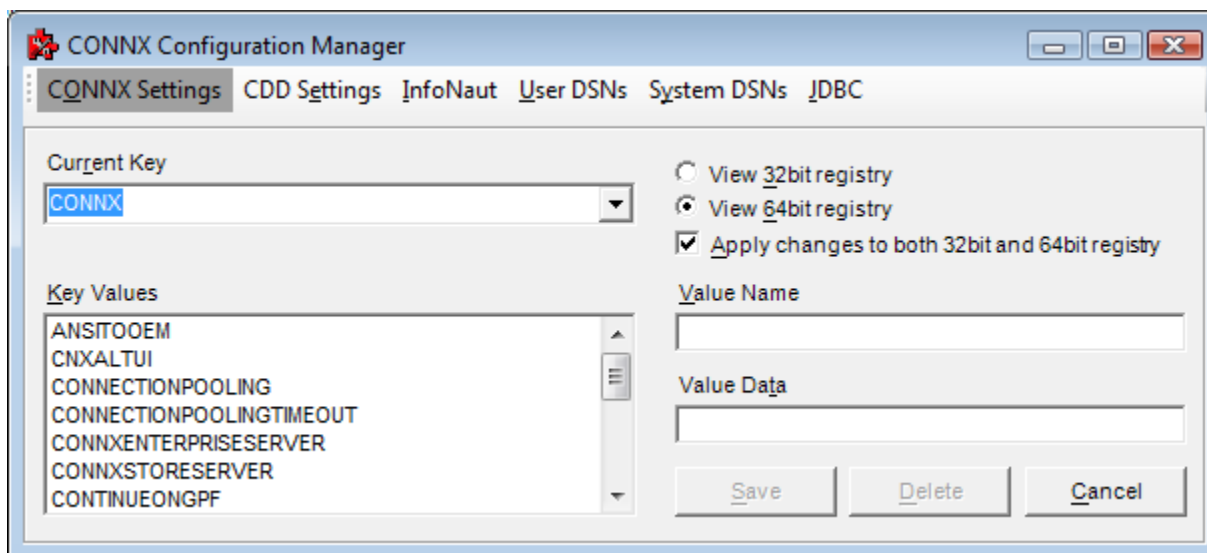 CONNX Configuration Manager
CONNX Settings CDD Settings InfoNaut User DSNs System DSNs JDBC
Current Key
CONNX
View 32bit registry
View 64bit registry
Apply changes to both 32bit and 64bit registry
Key Values
ANSITOOEM
CNXALTUI
CONNECTIONPOOLING
CONNECTIONPOOLINGTIMEOUT
CONNXENTERPRISESERVER
CONNXSTORESERVER
CONTINUEONGPF
Value Name
Value Data
Save Delete Cancel